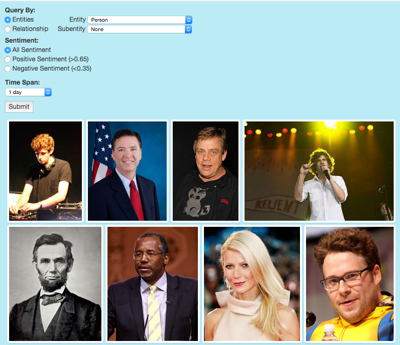 Query By:
Entities Entity Person
Relationship Subentity None
Sentiment:
All Sentiment
Positive Sentiment (>0.65)
Negative Sentiment (<0.35)
Time Span:
1 day
Submit
RELIENT